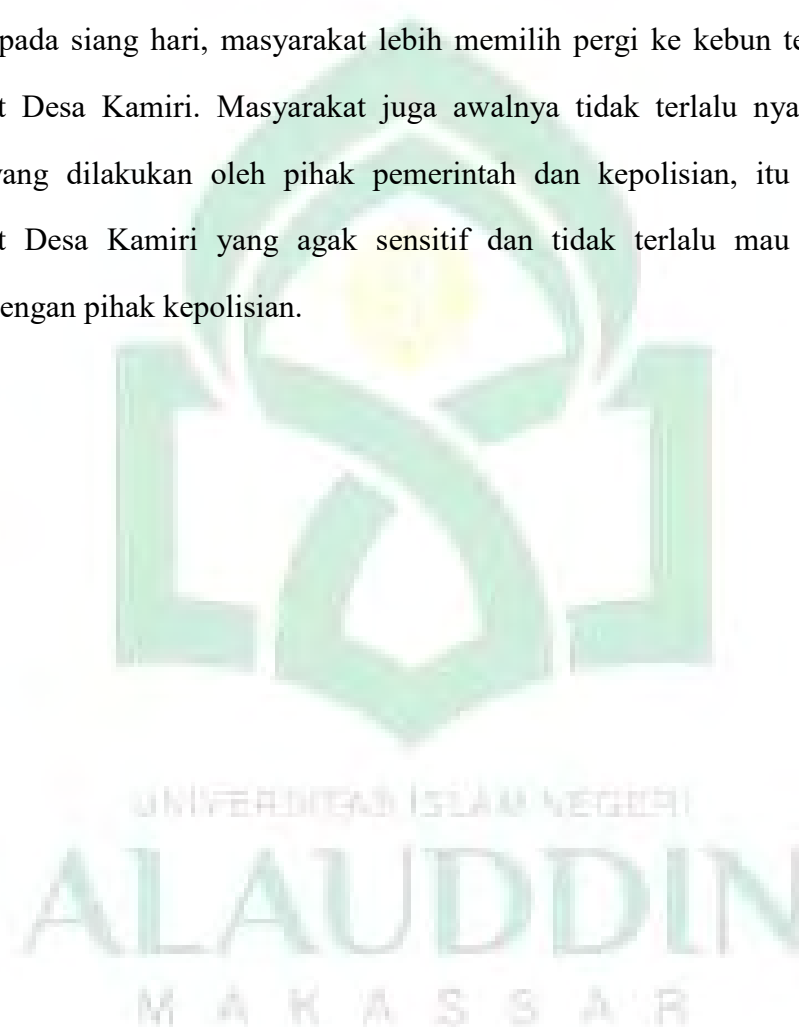 pada siang hari, masyarakat lebih memilih pergi ke kebun
Desa Kamiri. Masyarakat juga awalnya tidak terlalu
yang dilakukan oleh pihak pemerintah dan kepolisian, itu
Desa Kamiri yang agak sensitif dan tidak terlalu mau
engan pihak kepolisian.
UNIVERSITAS ISLAM NEGERI
ALAUDDIN
MAKASSAR